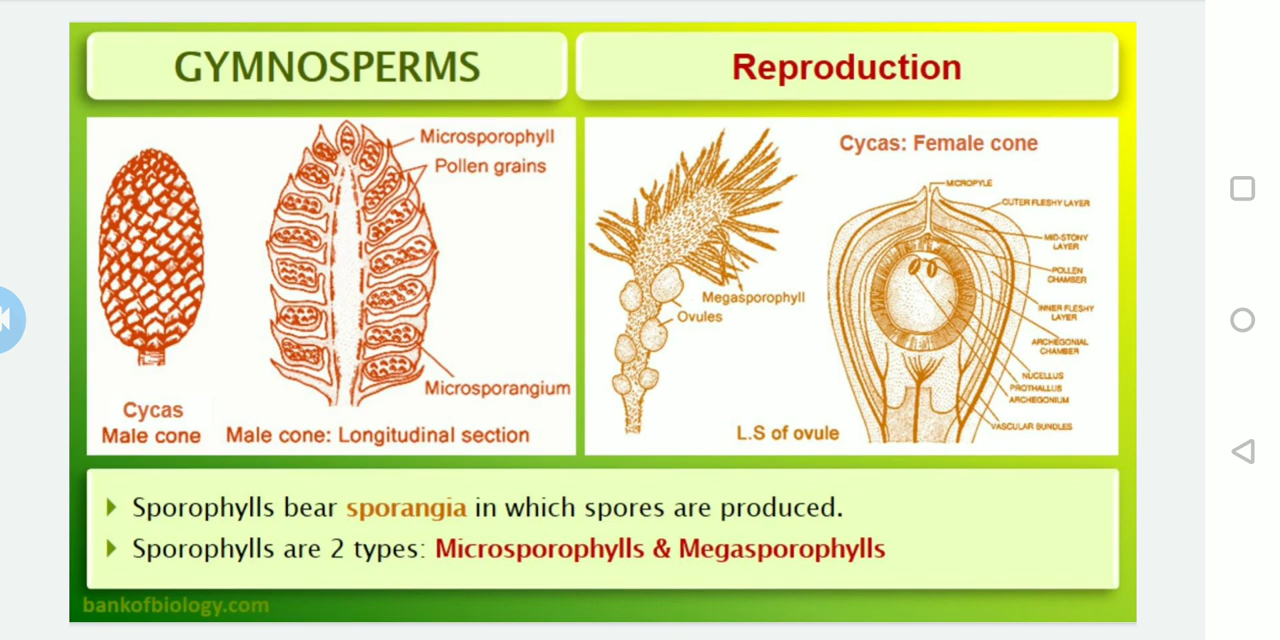 GYMNOSPERMS
Reproduction
Microsporophyll
Pollen grains
Microsporangium
Cycas
Male cone
Male cone: Longitudinal section
Cycas: Female cone
Megasporophyll
Ovules
L.S of ovule
MICROPYLE
OUTER FLESHY LAYER
MID-STONY
LAYER
POLLEN
CHAMBER
INNER FLESHY
LAYER
ARCHEGONIAL
CHAMBER
NUCELLUS
PROTHALLUS
ARCHEGONIUM
VASCULAR BUNDLES
Sporophylls bear sporangia in which spores are produced.
Sporophylls are 2 types: Microsporophylls & Megasporophylls
bankofbiology.com